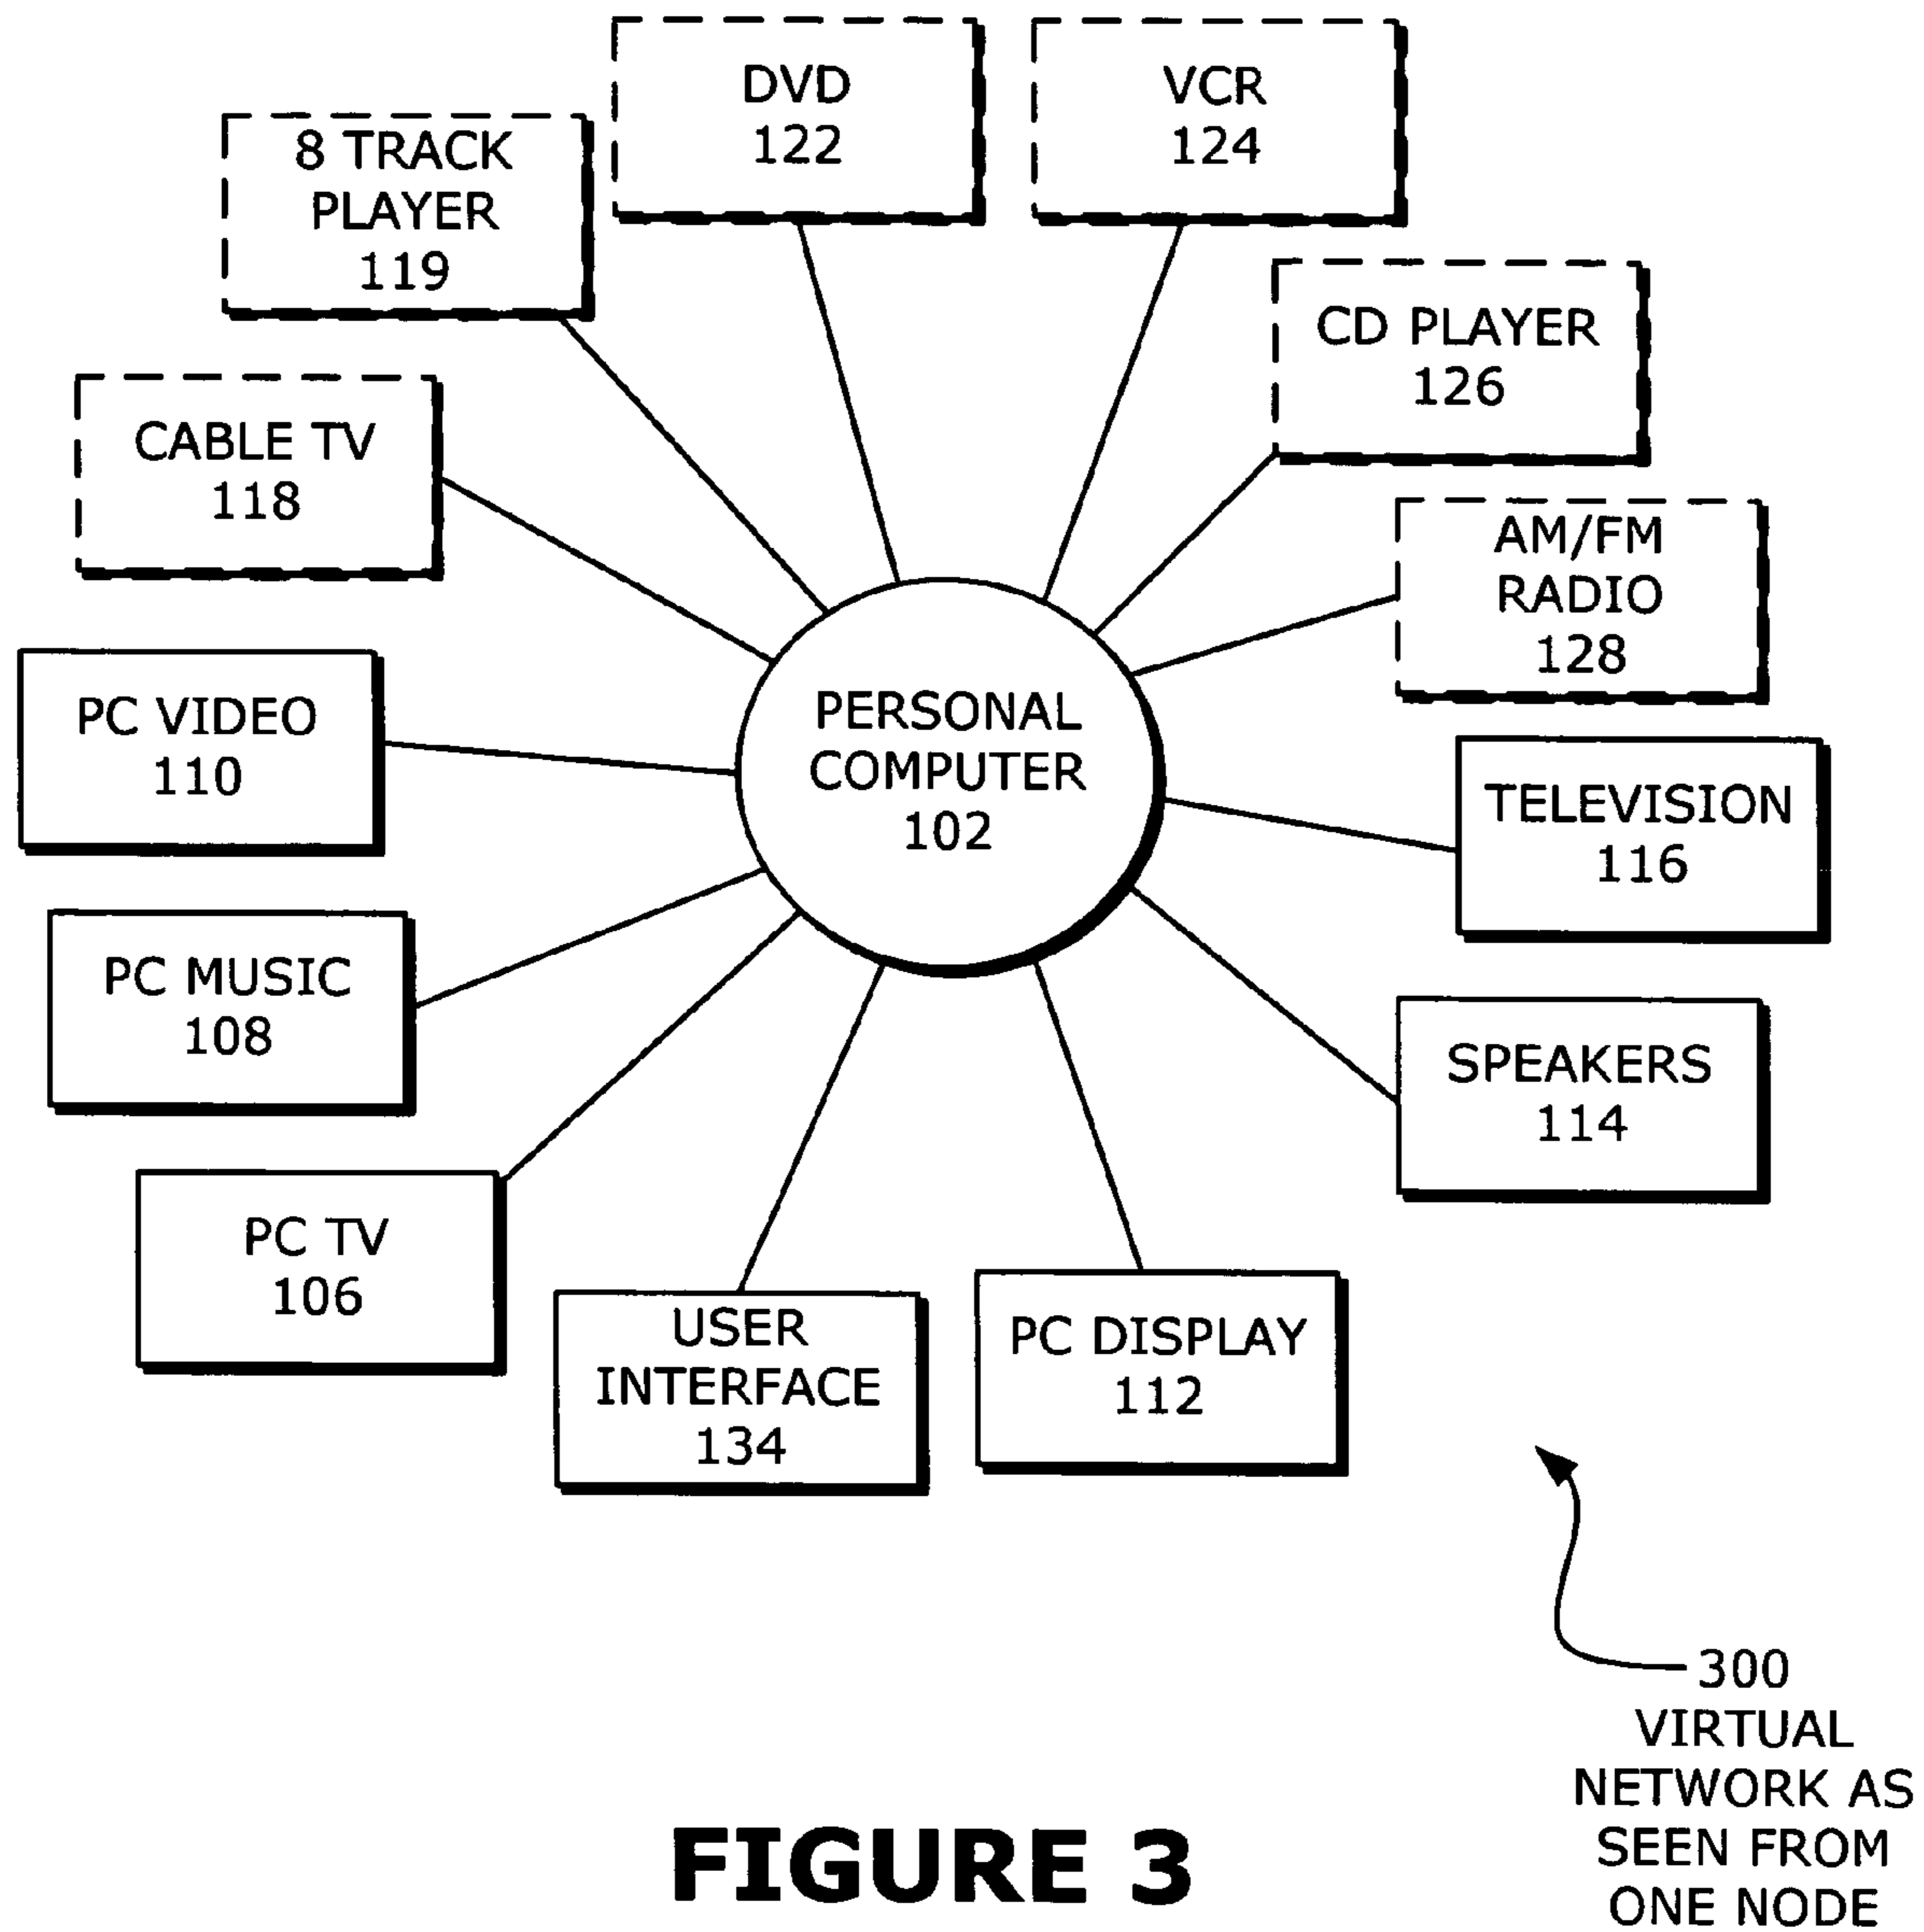 DVD
122
VCR
124
8 TRACK
PLAYER
119
CD PLAYER
126
CABLE TV
118
AM/FM
RADIO
128
PERSONAL
COMPUTER
102
PC VIDEO
110
TELEVISION
116
PC MUSIC
108
SPEAKERS
114
PC TV
106
USER
INTERFACE
134
PC DISPLAY
112
300
VIRTUAL
NETWORK AS
SEEN FROM
ONE NODE
FIGURE 3